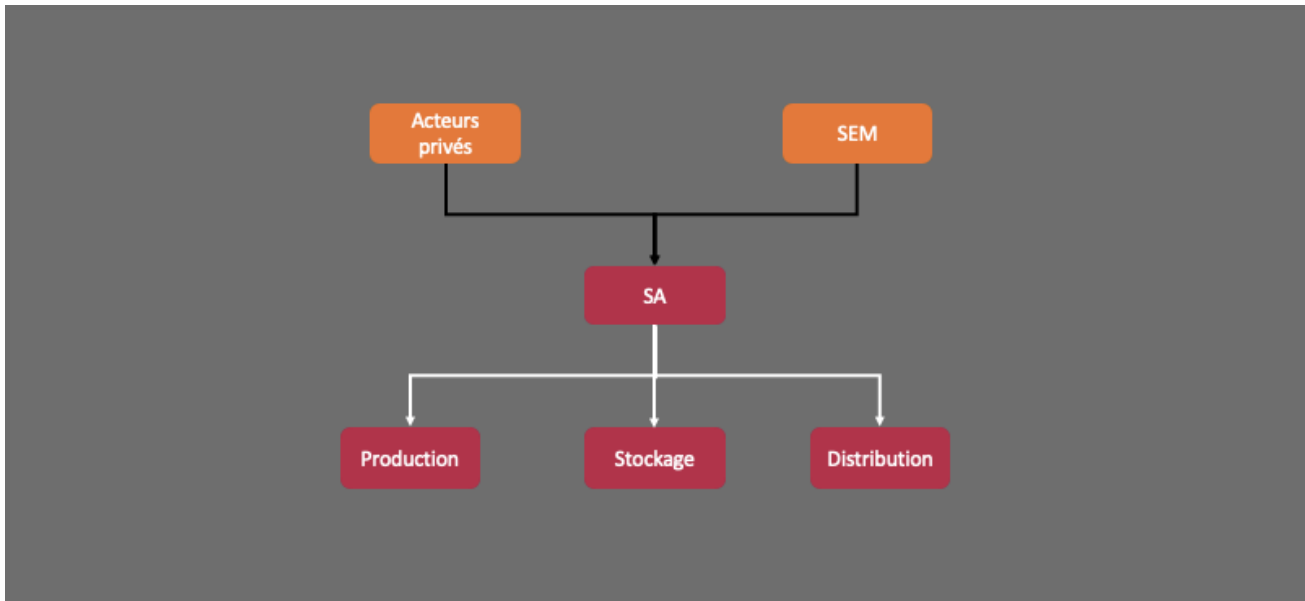 Acteurs
privés
SEM
SA
Production
Stockage
Distribution